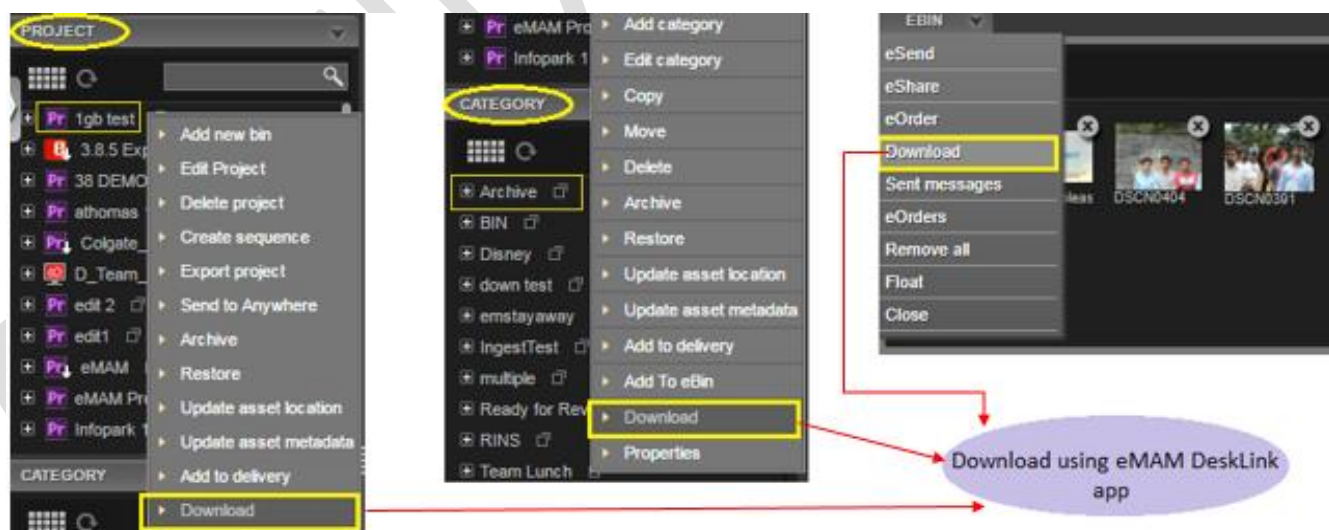 PROJECT
Pr 1gb test
3.8.5 Exp
Pr 38 DEMO
Pr athomas
Pr Colgate_
D_Team_
Pr edit 2
Pr edit1
Pr eMAM
Pr eMAM Pr
Pr Infopark 1
CATEGORY
Add new bin
Edit Project
Delete project
Create sequence
Export project
Send to Anywhere
Archive
Restore
Update asset location
Update asset metadata
Add to delivery
Download
Pr eMAM Pro
Pr Infopark 1
CATEGORY
Archive
BIN
Disney
down test
emstayaway
IngestTest
multiple
Ready for Rev
RINS
Team Lunch
Add category
Edit category
Copy
Move
Delete
Archive
Restore
Update asset location
Update asset metadata
Add to delivery
Add To eBin
Download
Properties
EBIN
eSend
eShare
eOrder
Download
Sent messages
eOrders
Remove all
Float
Close
leas
DSCN0404
DSCN0391
Download using eMAM DeskLink
app